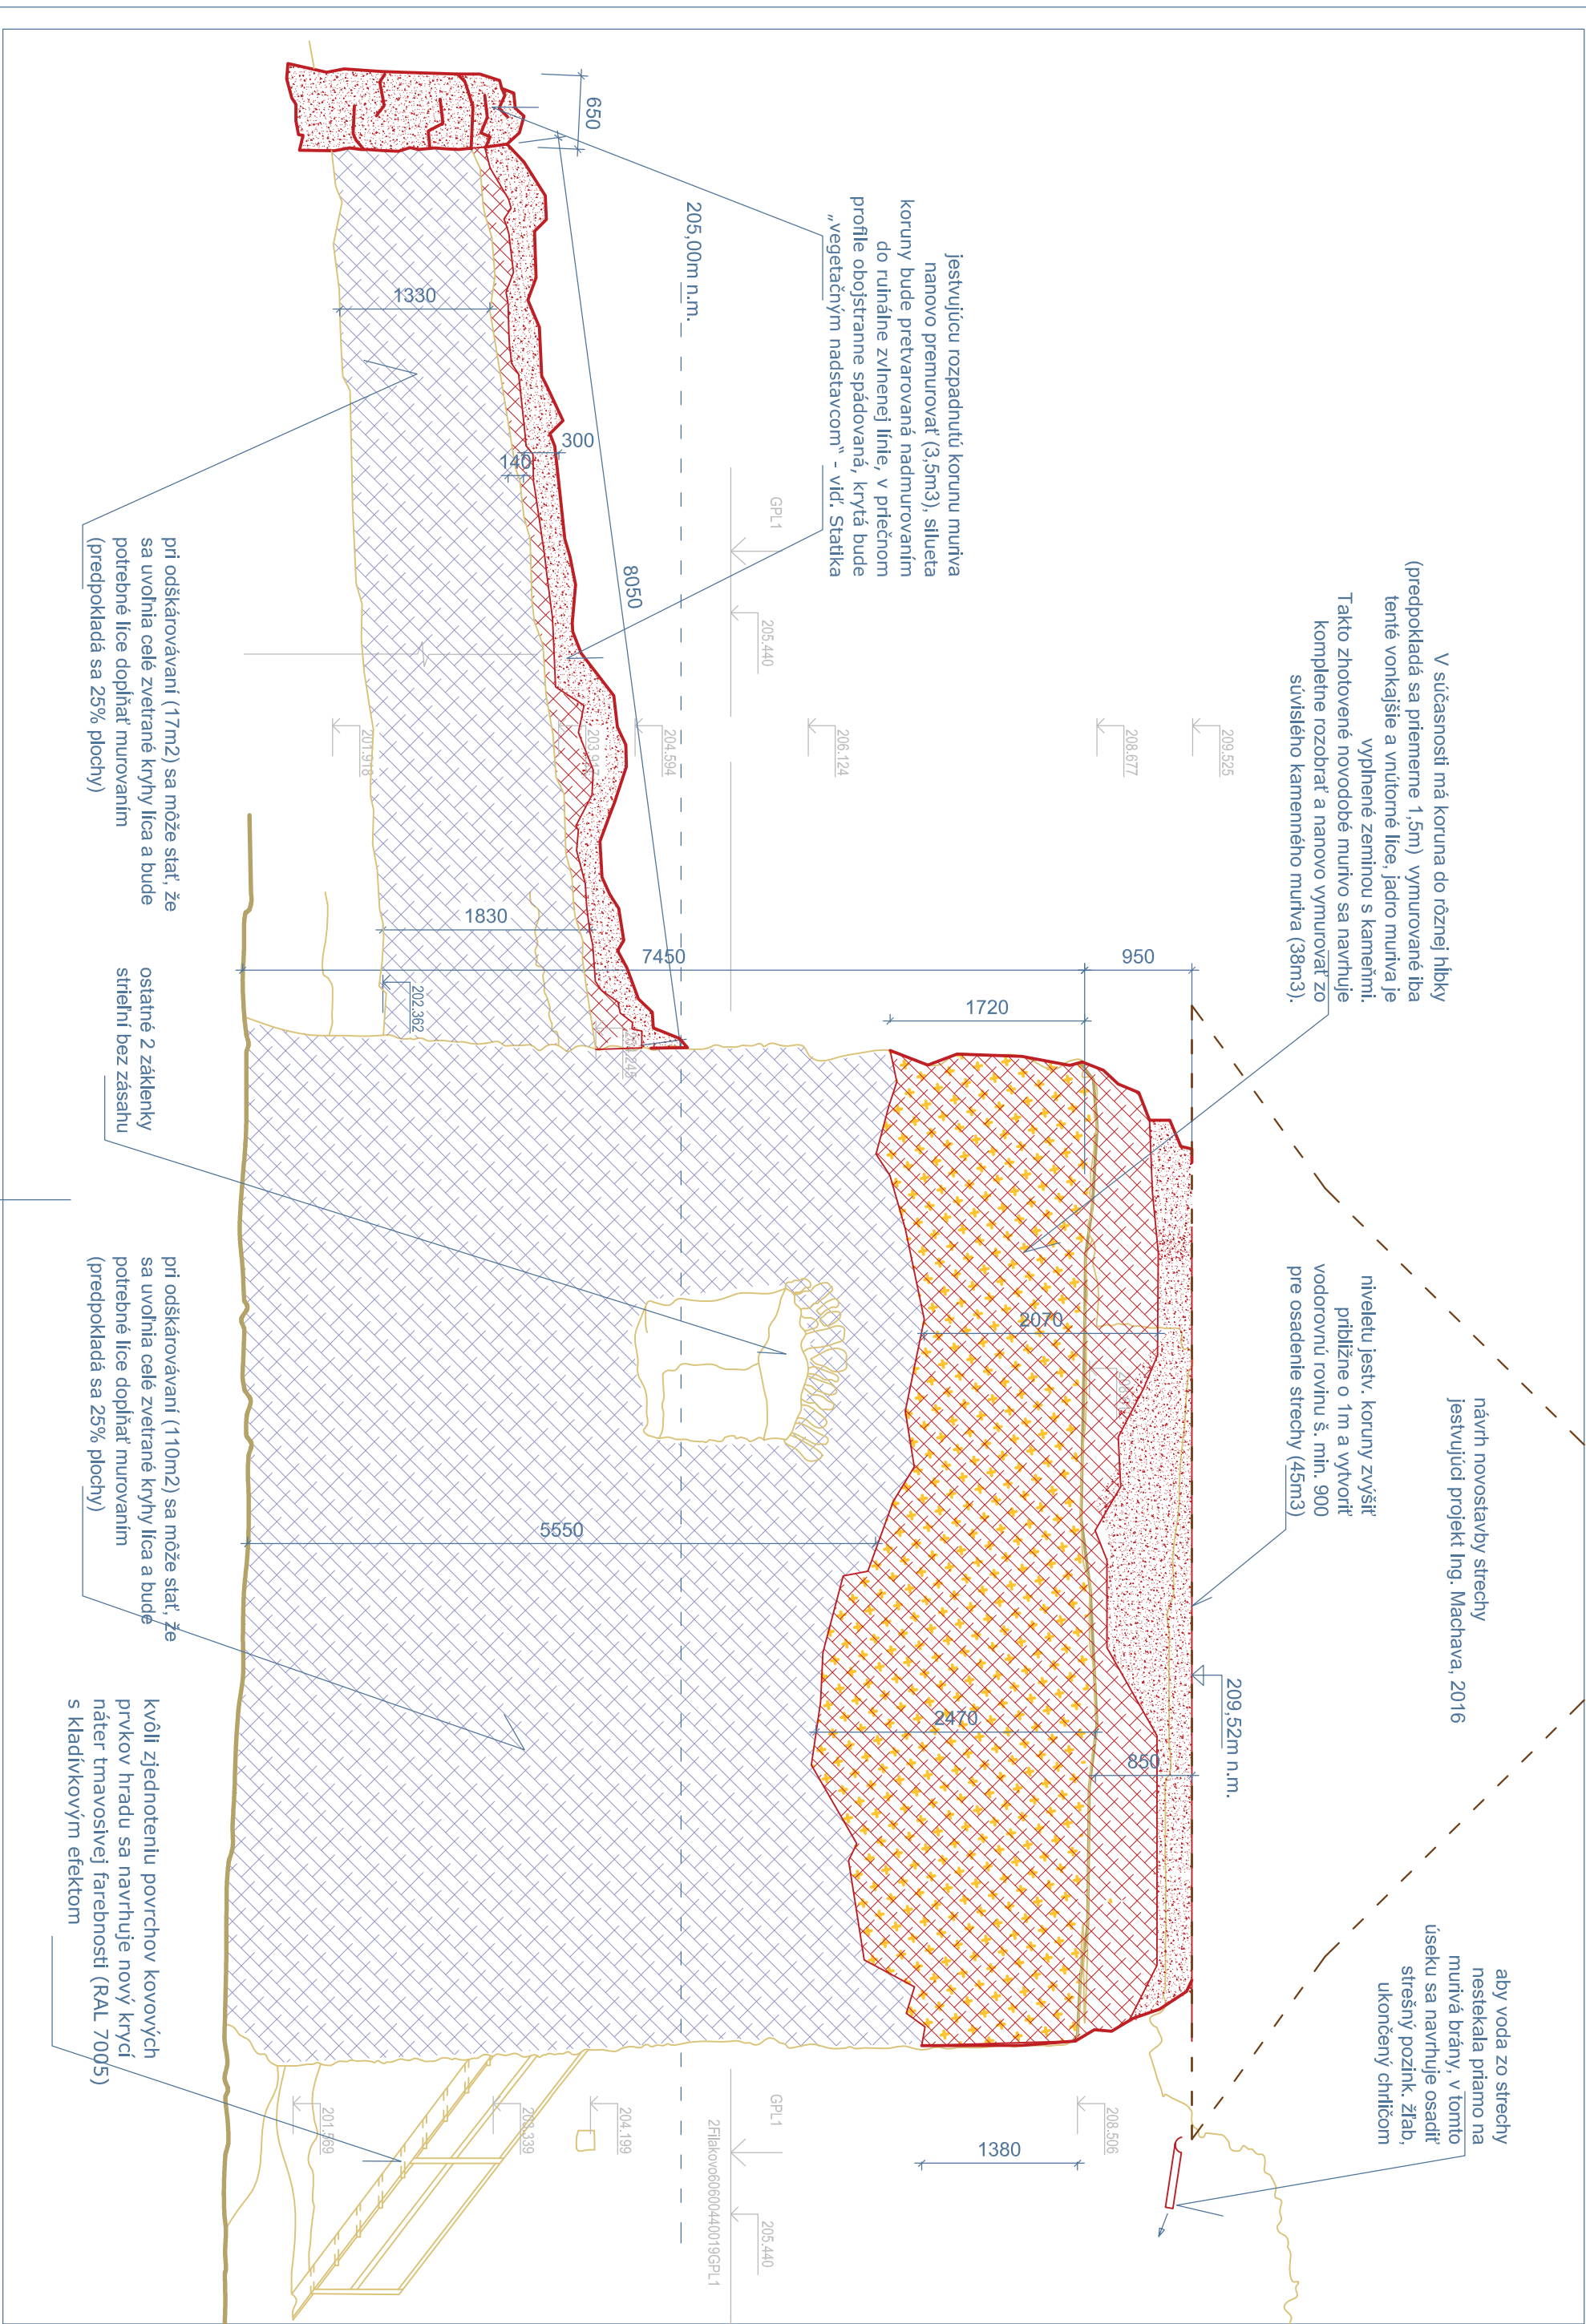 návrh novostavby strechy
jestvujúci projekt Ing. Machava, 2016
V súčasnosti má koruna do rôznej hĺbky
(predpokladá sa priemerne 1,5m) vymurované iba
tenté vonkajšie a vnútorné líce, jadro muriva je
vyplnené zeminou s kameňmi.
Takto zhotovené novodobé murivo sa navrhuje
kompletne rozobrať a nanovo vymurovať zo
súvislého kamenného muriva (38m3).
niveletu jestv. koruny zvýšiť
približne o 1m a vytvoriť
vodorovnú rovinu š. min. 900
pre osadenie strechy (45m3)
aby voda zo strechy
nestekala priamo na
murivá brány, v tomto
úseku sa navrhuje osadiť
strešný pozink. žľab,
ukončený chrličom
209,52m n.m.
209.525
208.677
206.124
204.594
203.917
201.918
jestvujúcu rozpadnutú korunu muriva
nanovo premurovať (3,5m3), silueta
koruny bude pretvarovaná nadmurovaním
do ruinálne zvlnenej línie, v priečnom
profile obojstranne spádovaná, krytá bude
„vegetačným nadstavcom" - viď. Statika
GPL1
205.440
205,00m n.m.
650
8050
1330
300
140
1830
7450
950
1720
2070
5550
2470
850
1380
202.362
208.506
GPL1
205.440
2Filakovo60600440019GPL1
204.199
203.339
201.569
pri odškárovávaní (17m2) sa môže stať, že
sa uvoľnia celé zvetrané kryhy líca a bude
potrebné líce dopĺňať murovaním
(predpokladá sa 25% plochy)
ostatné 2 záklenky
strieľní bez zásahu
pri odškárovávaní (110m2) sa môže stať, že
sa uvoľnia celé zvetrané kryhy líca a bude
potrebné líce dopĺňať murovaním
(predpokladá sa 25% plochy)
kvôli zjednoteniu povrchov kovových
prvkov hradu sa navrhuje nový krycí
náter tmavosivej farebnosti (RAL 7005)
s kladívkovým efektom